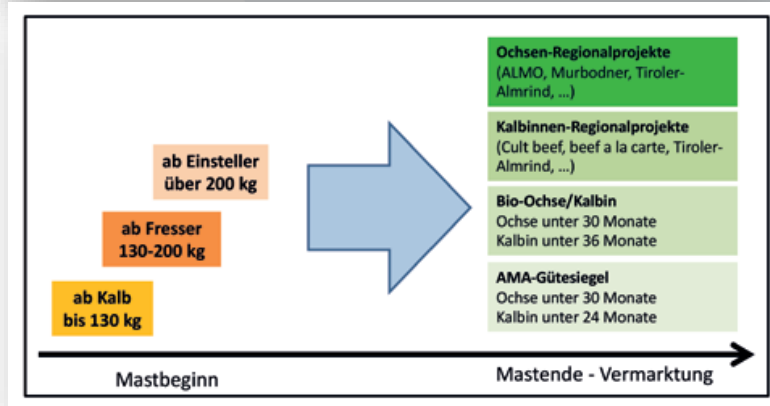 ab Einsteller
über 200 kg
ab Fresser
130-200 kg
ab Kalb
bis 130 kg
Ochsen-Regionalprojekte
(ALMO, Murbodner, Tiroler-
Almrind, ...)
Kalbinnen-Regionalprojekte
(Cult beef, beef a la carte, Tiroler-
Almrind, ...)
Bio-Ochse/Kalbin
Ochse unter 30 Monate
Kalbin unter 36 Monate
AMA-Gütesiegel
Ochse unter 30 Monate
Kalbin unter 24 Monate
Mastbeginn
Mastende - Vermarktung